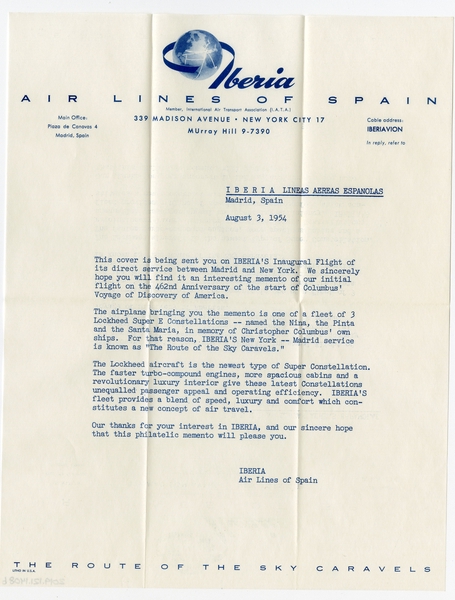 Iberia
AIR LINES OF SPAIN
Member, International Air Transport Association (I.A.T.A.)
Main Office:
Plaza de Canovas 4
Madrid, Spain
339 MADISON AVENUE • NEW YORK CITY 17
MUrray Hill 9-7390
Cable address:
IBERIAVION
In reply, refer to
IBERIA LINEAS AEREAS ESPANOLAS
Madrid, Spain
August 3, 1954
This cover is being sent you on IBERIA'S Inaugural Flight of
its direct service between Madrid and New York. We sincerely
hope you will find it an interesting memento of our initial
flight on the 462nd Anniversary of the start of Columbus'
Voyage of Discovery of America.
The airplane bringing you the memento is one of a fleet of 3
Lockheed Super E Constellations -- named the Nina, the Pinta
and the Santa Maria, in memory of Christopher Columbus' own
ships. For that reason, IBERIA'S New York -- Madrid service
is known as "The Route of the Sky Caravels."
The Lockheed aircraft is the newest type of Super Constellation.
The faster turbo-compound engines, more spacious cabins and a
revolutionary luxury interior give these latest Constellations
unequalled passenger appeal and operating efficiency. IBERIA'S
fleet provides a blend of speed, luxury and comfort which con-
stitutes a new concept of air travel.
Our thanks for your interest in IBERIA, and our sincere hope
that this philatelic memento will please you.
IBERIA
Air Lines of Spain
THE ROUTE OF THE SKY CARAVELS